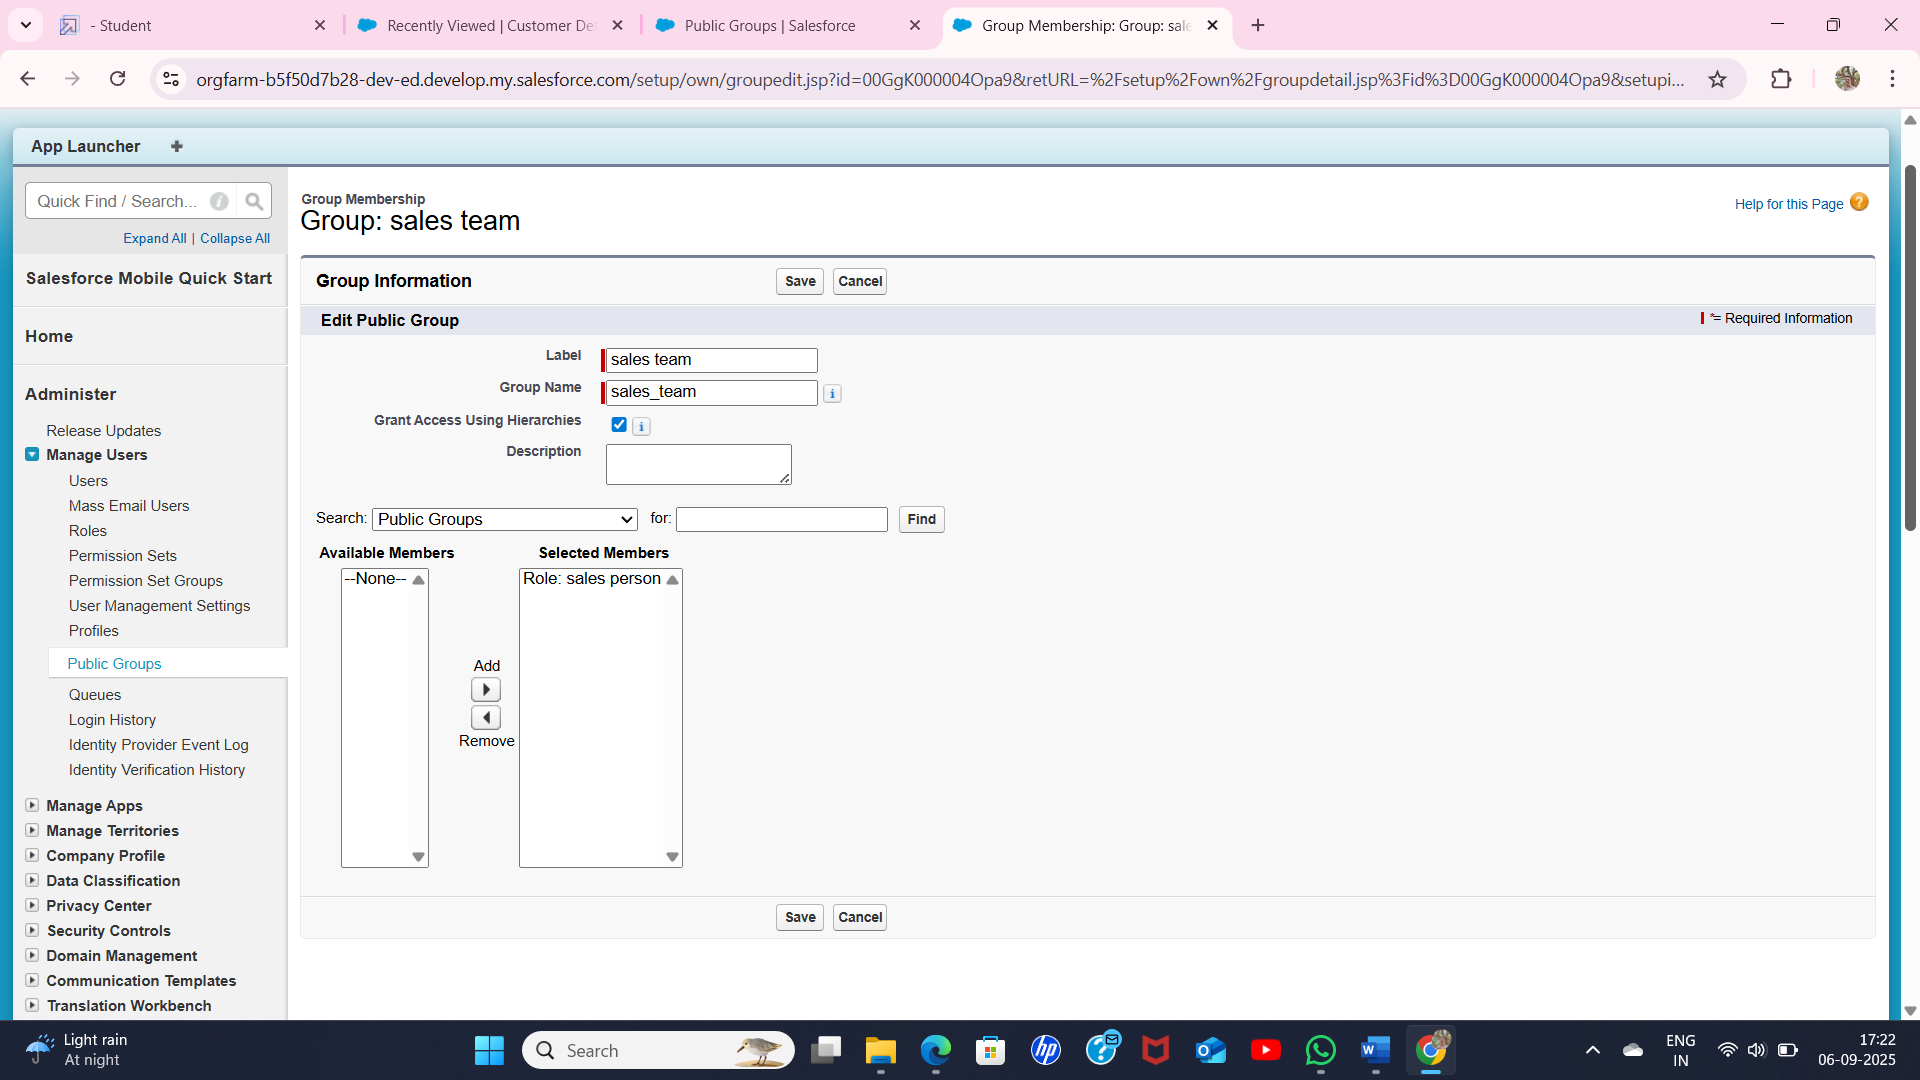 - Student
Recently Viewed | Customer De
Public Groups | Salesforce
Group Membership: Group: sale
orgfarm-b5f50d7b28-dev-ed.develop.my.salesforce.com/setup/own/groupedit.jsp?id=00GgK000004Opa9&retURL=%2Fsetup%2Fown%2Fgroupdetail.jsp%3Fid%3D00GgK000004Opa9&setupi...
App Launcher
Quick Find / Search...
Expand All | Collapse All
Salesforce Mobile Quick Start
Home
Administer
Release Updates
Manage Users
Users
Mass Email Users
Roles
Permission Sets
Permission Set Groups
User Management Settings
Profiles
Public Groups
Queues
Login History
Identity Provider Event Log
Identity Verification History
Manage Apps
Manage Territories
Company Profile
Data Classification
Privacy Center
Security Controls
Domain Management
Communication Templates
Translation Workbench
Group Membership
Group: sales team
Help for this Page ?
Group Information
Save Cancel
Edit Public Group
*= Required Information
Label sales team
Group Name sales_team
Grant Access Using Hierarchies
Description
Search: Public Groups for: Find
Available Members Selected Members
--None-- Role: sales person
Add
Remove
Save Cancel
Light rain
At night
Search
ENG
IN
17:22
06-09-2025